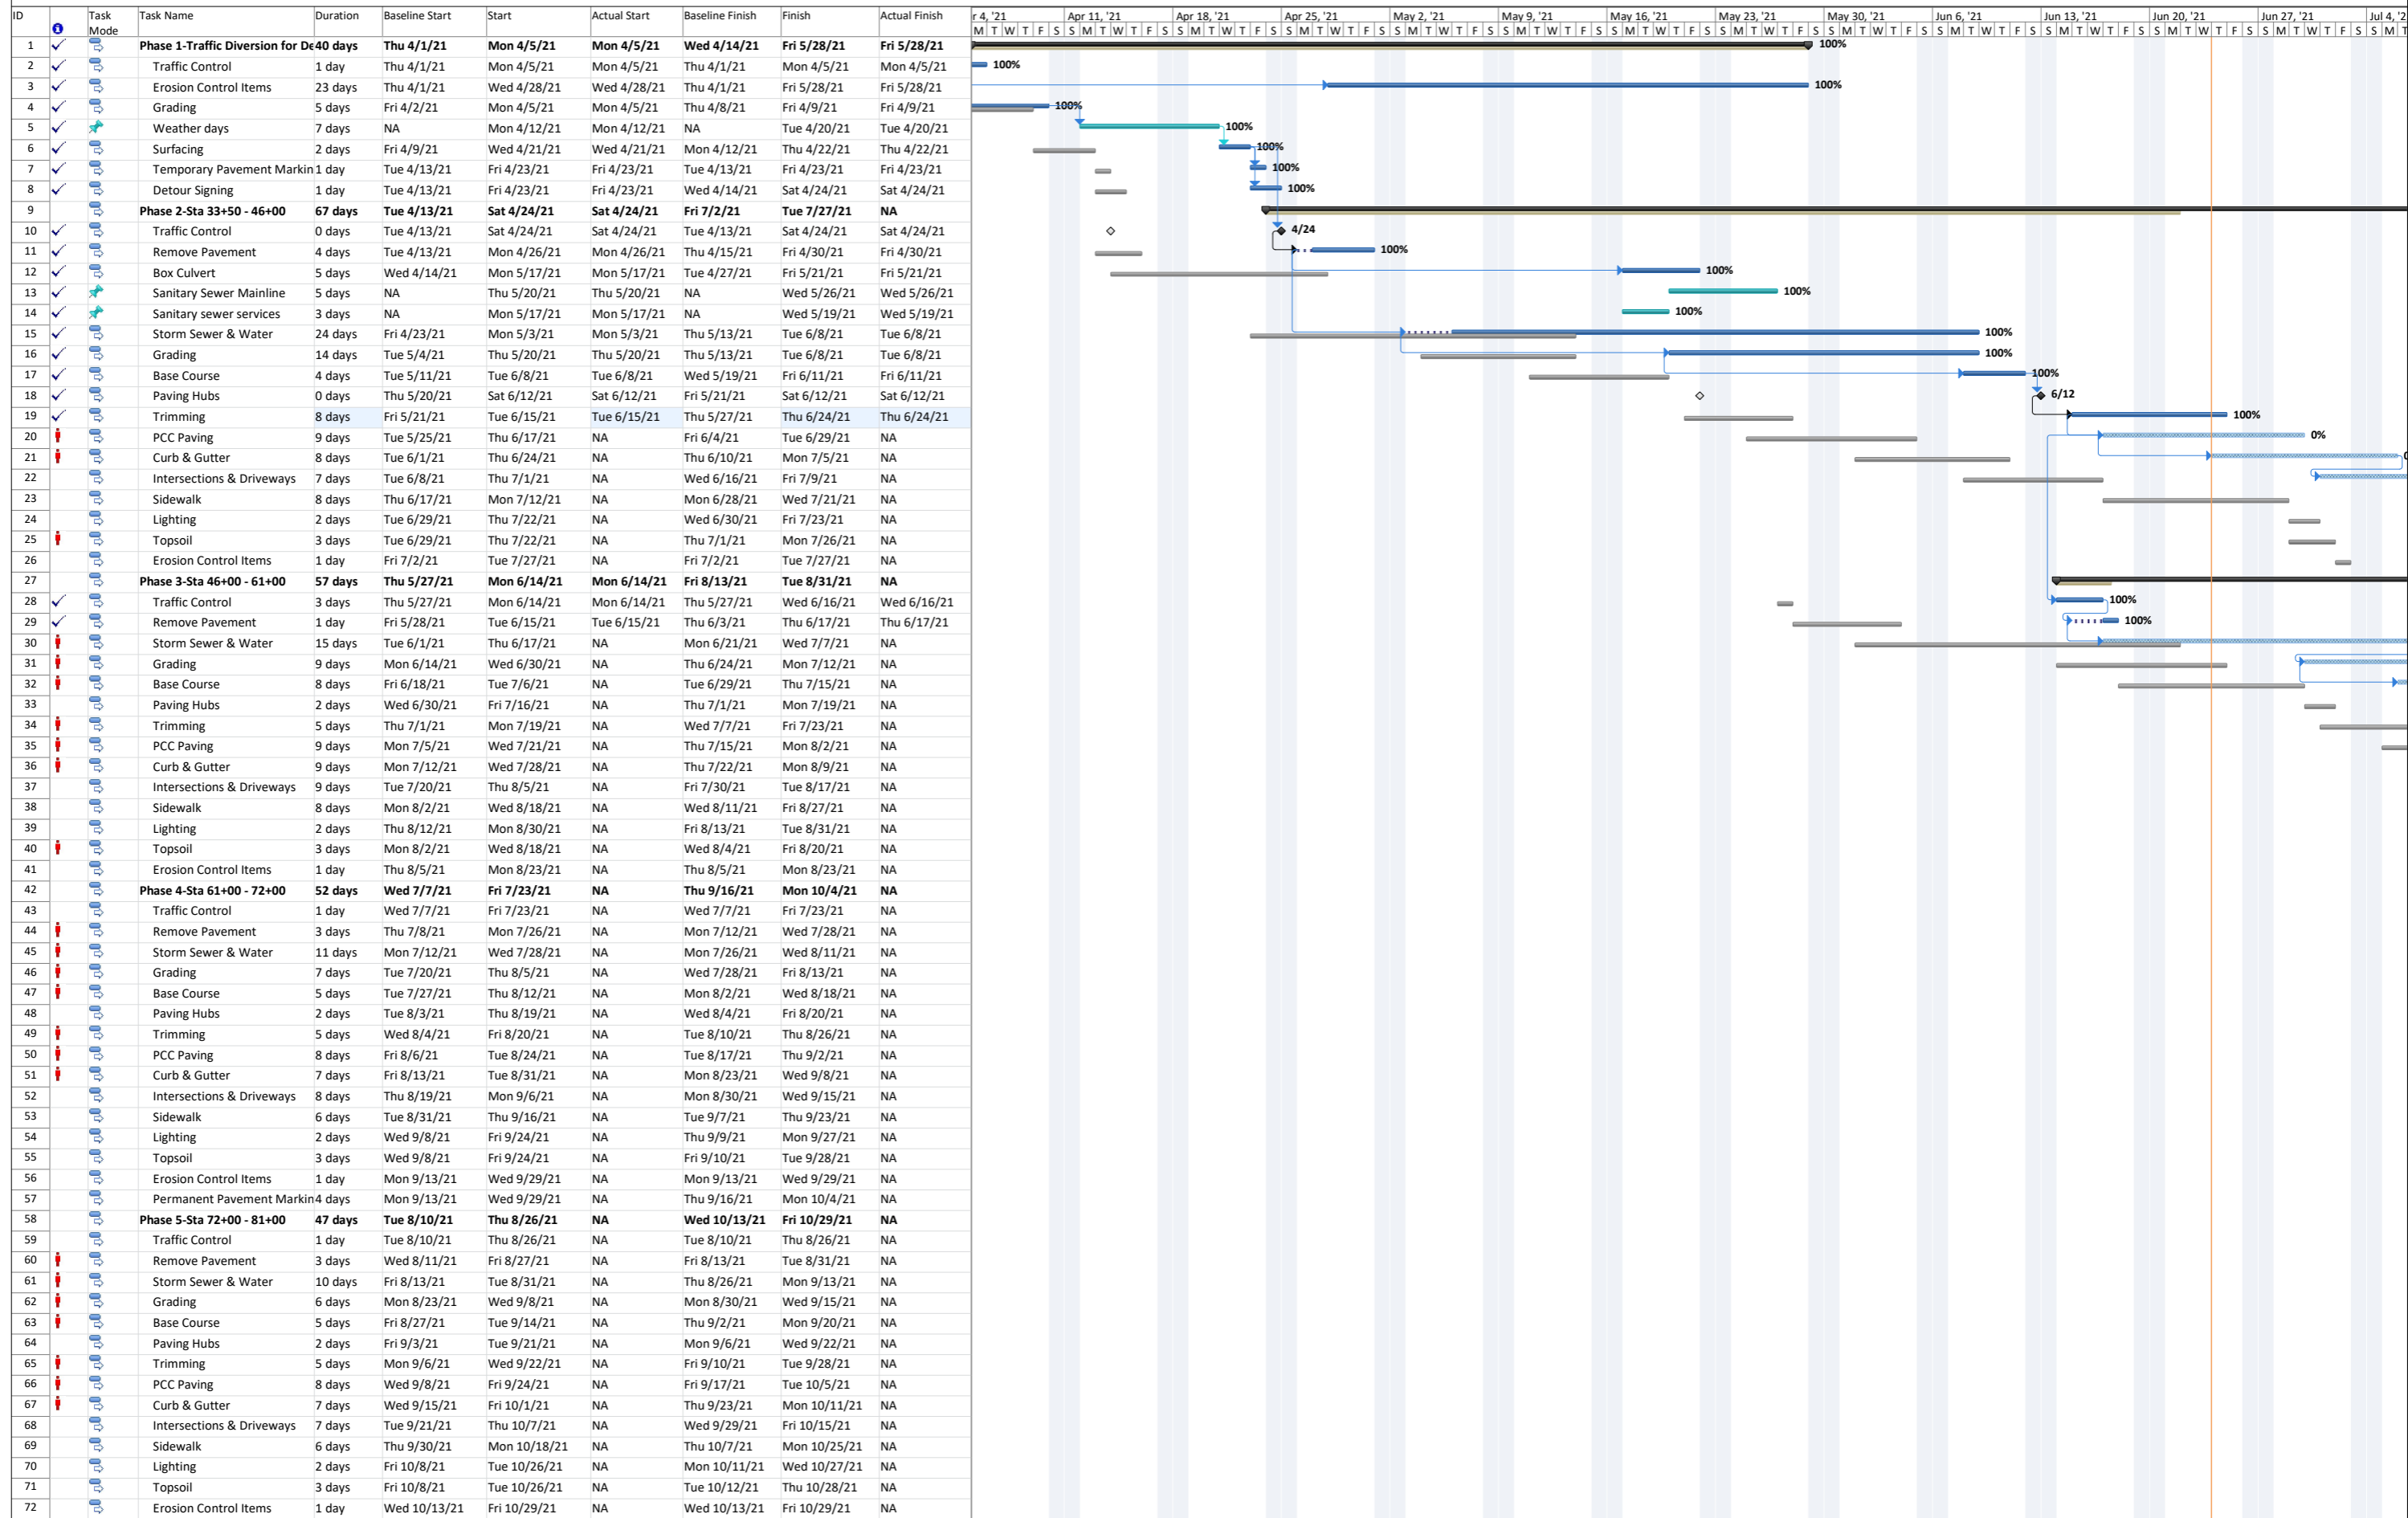 ID Task Mode Task Name Duration Baseline Start Start Actual Start Baseline Finish Finish Actual Finish
r 4, '21 Apr 11, '21 Apr 18, '21 Apr 25, '21 May 2, '21 May 9, '21 May 16, '21 May 23, '21 May 30, '21 Jun 6, '21 Jun 13, '21 Jun 20, '21 Jun 27, '21 Jul 4, '2
M T W T F S S M T W T F S S M T W T F S S M T W T F S S M T W T F S S M T W T F S S M T W T F S S M T W T F S S M T W T F S S M T W T F S S M T W T F S S M T W T F S S M T W T F S S M T
1 Phase 1-Traffic Diversion for De 40 days Thu 4/1/21 Mon 4/5/21 Mon 4/5/21 Wed 4/14/21 Fri 5/28/21 Fri 5/28/21 100%
2 Traffic Control 1 day Thu 4/1/21 Mon 4/5/21 Mon 4/5/21 Thu 4/1/21 Mon 4/5/21 Mon 4/5/21 100%
3 Erosion Control Items 23 days Thu 4/1/21 Wed 4/28/21 Wed 4/28/21 Thu 4/1/21 Fri 5/28/21 Fri 5/28/21 100%
4 Grading 5 days Fri 4/2/21 Mon 4/5/21 Mon 4/5/21 Thu 4/8/21 Fri 4/9/21 Fri 4/9/21 100%
5 Weather days 7 days NA Mon 4/12/21 Mon 4/12/21 NA Tue 4/20/21 Tue 4/20/21 100%
6 Surfacing 2 days Fri 4/9/21 Wed 4/21/21 Wed 4/21/21 Mon 4/12/21 Thu 4/22/21 Thu 4/22/21 100%
7 Temporary Pavement Markin 1 day Tue 4/13/21 Fri 4/23/21 Fri 4/23/21 Tue 4/13/21 Fri 4/23/21 Fri 4/23/21 100%
8 Detour Signing 1 day Tue 4/13/21 Fri 4/23/21 Fri 4/23/21 Wed 4/14/21 Sat 4/24/21 Sat 4/24/21 100%
9 Phase 2-Sta 33+50 - 46+00 67 days Tue 4/13/21 Sat 4/24/21 Sat 4/24/21 Fri 7/2/21 Tue 7/27/21 NA
10 Traffic Control 0 days Tue 4/13/21 Sat 4/24/21 Sat 4/24/21 Tue 4/13/21 Sat 4/24/21 Sat 4/24/21 4/24
11 Remove Pavement 4 days Tue 4/13/21 Mon 4/26/21 Mon 4/26/21 Thu 4/15/21 Fri 4/30/21 Fri 4/30/21 100%
12 Box Culvert 5 days Wed 4/14/21 Mon 5/17/21 Mon 5/17/21 Tue 4/27/21 Fri 5/21/21 Fri 5/21/21 100%
13 Sanitary Sewer Mainline 5 days NA Thu 5/20/21 Thu 5/20/21 NA Wed 5/26/21 Wed 5/26/21 100%
14 Sanitary sewer services 3 days NA Mon 5/17/21 Mon 5/17/21 NA Wed 5/19/21 Wed 5/19/21 100%
15 Storm Sewer & Water 24 days Fri 4/23/21 Mon 5/3/21 Mon 5/3/21 Thu 5/13/21 Tue 6/8/21 Tue 6/8/21 100%
16 Grading 14 days Tue 5/4/21 Thu 5/20/21 Thu 5/20/21 Thu 5/13/21 Tue 6/8/21 Tue 6/8/21 100%
17 Base Course 4 days Tue 5/11/21 Tue 6/8/21 Tue 6/8/21 Wed 5/19/21 Fri 6/11/21 Fri 6/11/21 100%
18 Paving Hubs 0 days Thu 5/20/21 Sat 6/12/21 Sat 6/12/21 Fri 5/21/21 Sat 6/12/21 Sat 6/12/21 6/12
19 Trimming 8 days Fri 5/21/21 Tue 6/15/21 Tue 6/15/21 Thu 5/27/21 Thu 6/24/21 Thu 6/24/21 100%
20 PCC Paving 9 days Tue 5/25/21 Thu 6/17/21 NA Fri 6/4/21 Tue 6/29/21 NA 0%
21 Curb & Gutter 8 days Tue 6/1/21 Thu 6/24/21 NA Thu 6/10/21 Mon 7/5/21 NA
22 Intersections & Driveways 7 days Tue 6/8/21 Thu 7/1/21 NA Wed 6/16/21 Fri 7/9/21 NA
23 Sidewalk 8 days Thu 6/17/21 Mon 7/12/21 NA Mon 6/28/21 Wed 7/21/21 NA
24 Lighting 2 days Tue 6/29/21 Thu 7/22/21 NA Wed 6/30/21 Fri 7/23/21 NA
25 Topsoil 3 days Tue 6/29/21 Thu 7/22/21 NA Thu 7/1/21 Mon 7/26/21 NA
26 Erosion Control Items 1 day Fri 7/2/21 Tue 7/27/21 NA Fri 7/2/21 Tue 7/27/21 NA
27 Phase 3-Sta 46+00 - 61+00 57 days Thu 5/27/21 Mon 6/14/21 Mon 6/14/21 Fri 8/13/21 Tue 8/31/21 NA
28 Traffic Control 3 days Thu 5/27/21 Mon 6/14/21 Mon 6/14/21 Thu 5/27/21 Wed 6/16/21 Wed 6/16/21 100%
29 Remove Pavement 1 day Fri 5/28/21 Tue 6/15/21 Tue 6/15/21 Thu 6/3/21 Thu 6/17/21 Thu 6/17/21 100%
30 Storm Sewer & Water 15 days Tue 6/1/21 Thu 6/17/21 NA Mon 6/21/21 Wed 7/7/21 NA
31 Grading 9 days Mon 6/14/21 Wed 6/30/21 NA Thu 6/24/21 Mon 7/12/21 NA
32 Base Course 8 days Fri 6/18/21 Tue 7/6/21 NA Tue 6/29/21 Thu 7/15/21 NA
33 Paving Hubs 2 days Wed 6/30/21 Fri 7/16/21 NA Thu 7/1/21 Mon 7/19/21 NA
34 Trimming 5 days Thu 7/1/21 Mon 7/19/21 NA Wed 7/7/21 Fri 7/23/21 NA
35 PCC Paving 9 days Mon 7/5/21 Wed 7/21/21 NA Thu 7/15/21 Mon 8/2/21 NA
36 Curb & Gutter 9 days Mon 7/12/21 Wed 7/28/21 NA Thu 7/22/21 Mon 8/9/21 NA
37 Intersections & Driveways 9 days Tue 7/20/21 Thu 8/5/21 NA Fri 7/30/21 Tue 8/17/21 NA
38 Sidewalk 8 days Mon 8/2/21 Wed 8/18/21 NA Wed 8/11/21 Fri 8/27/21 NA
39 Lighting 2 days Thu 8/12/21 Mon 8/30/21 NA Fri 8/13/21 Tue 8/31/21 NA
40 Topsoil 3 days Mon 8/2/21 Wed 8/18/21 NA Wed 8/4/21 Fri 8/20/21 NA
41 Erosion Control Items 1 day Thu 8/5/21 Mon 8/23/21 NA Thu 8/5/21 Mon 8/23/21 NA
42 Phase 4-Sta 61+00 - 72+00 52 days Wed 7/7/21 Fri 7/23/21 NA Thu 9/16/21 Mon 10/4/21 NA
43 Traffic Control 1 day Wed 7/7/21 Fri 7/23/21 NA Wed 7/7/21 Fri 7/23/21 NA
44 Remove Pavement 3 days Thu 7/8/21 Mon 7/26/21 NA Mon 7/12/21 Wed 7/28/21 NA
45 Storm Sewer & Water 11 days Mon 7/12/21 Wed 7/28/21 NA Mon 7/26/21 Wed 8/11/21 NA
46 Grading 7 days Tue 7/20/21 Thu 8/5/21 NA Wed 7/28/21 Fri 8/13/21 NA
47 Base Course 5 days Tue 7/27/21 Thu 8/12/21 NA Mon 8/2/21 Wed 8/18/21 NA
48 Paving Hubs 2 days Tue 8/3/21 Thu 8/19/21 NA Wed 8/4/21 Fri 8/20/21 NA
49 Trimming 5 days Wed 8/4/21 Fri 8/20/21 NA Tue 8/10/21 Thu 8/26/21 NA
50 PCC Paving 8 days Fri 8/6/21 Tue 8/24/21 NA Tue 8/17/21 Thu 9/2/21 NA
51 Curb & Gutter 7 days Fri 8/13/21 Tue 8/31/21 NA Mon 8/23/21 Wed 9/8/21 NA
52 Intersections & Driveways 8 days Thu 8/19/21 Mon 9/6/21 NA Mon 8/30/21 Wed 9/15/21 NA
53 Sidewalk 6 days Tue 8/31/21 Thu 9/16/21 NA Tue 9/7/21 Thu 9/23/21 NA
54 Lighting 2 days Wed 9/8/21 Fri 9/24/21 NA Thu 9/9/21 Mon 9/27/21 NA
55 Topsoil 3 days Wed 9/8/21 Fri 9/24/21 NA Fri 9/10/21 Tue 9/28/21 NA
56 Erosion Control Items 1 day Mon 9/13/21 Wed 9/29/21 NA Mon 9/13/21 Wed 9/29/21 NA
57 Permanent Pavement Markin 4 days Mon 9/13/21 Wed 9/29/21 NA Thu 9/16/21 Mon 10/4/21 NA
58 Phase 5-Sta 72+00 - 81+00 47 days Tue 8/10/21 Thu 8/26/21 NA Wed 10/13/21 Fri 10/29/21 NA
59 Traffic Control 1 day Tue 8/10/21 Thu 8/26/21 NA Tue 8/10/21 Thu 8/26/21 NA
60 Remove Pavement 3 days Wed 8/11/21 Fri 8/27/21 NA Fri 8/13/21 Tue 8/31/21 NA
61 Storm Sewer & Water 10 days Fri 8/13/21 Tue 8/31/21 NA Thu 8/26/21 Mon 9/13/21 NA
62 Grading 6 days Mon 8/23/21 Wed 9/8/21 NA Mon 8/30/21 Wed 9/15/21 NA
63 Base Course 5 days Fri 8/27/21 Tue 9/14/21 NA Thu 9/2/21 Mon 9/20/21 NA
64 Paving Hubs 2 days Fri 9/3/21 Tue 9/21/21 NA Mon 9/6/21 Wed 9/22/21 NA
65 Trimming 5 days Mon 9/6/21 Wed 9/22/21 NA Fri 9/10/21 Tue 9/28/21 NA
66 PCC Paving 8 days Wed 9/8/21 Fri 9/24/21 NA Fri 9/17/21 Tue 10/5/21 NA
67 Curb & Gutter 7 days Wed 9/15/21 Fri 10/1/21 NA Thu 9/23/21 Mon 10/11/21 NA
68 Intersections & Driveways 7 days Tue 9/21/21 Thu 10/7/21 NA Wed 9/29/21 Fri 10/15/21 NA
69 Sidewalk 6 days Thu 9/30/21 Mon 10/18/21 NA Thu 10/7/21 Mon 10/25/21 NA
70 Lighting 2 days Fri 10/8/21 Tue 10/26/21 NA Mon 10/11/21 Wed 10/27/21 NA
71 Topsoil 3 days Fri 10/8/21 Tue 10/26/21 NA Tue 10/12/21 Thu 10/28/21 NA
72 Erosion Control Items 1 day Wed 10/13/21 Fri 10/29/21 NA Wed 10/13/21 Fri 10/29/21 NA